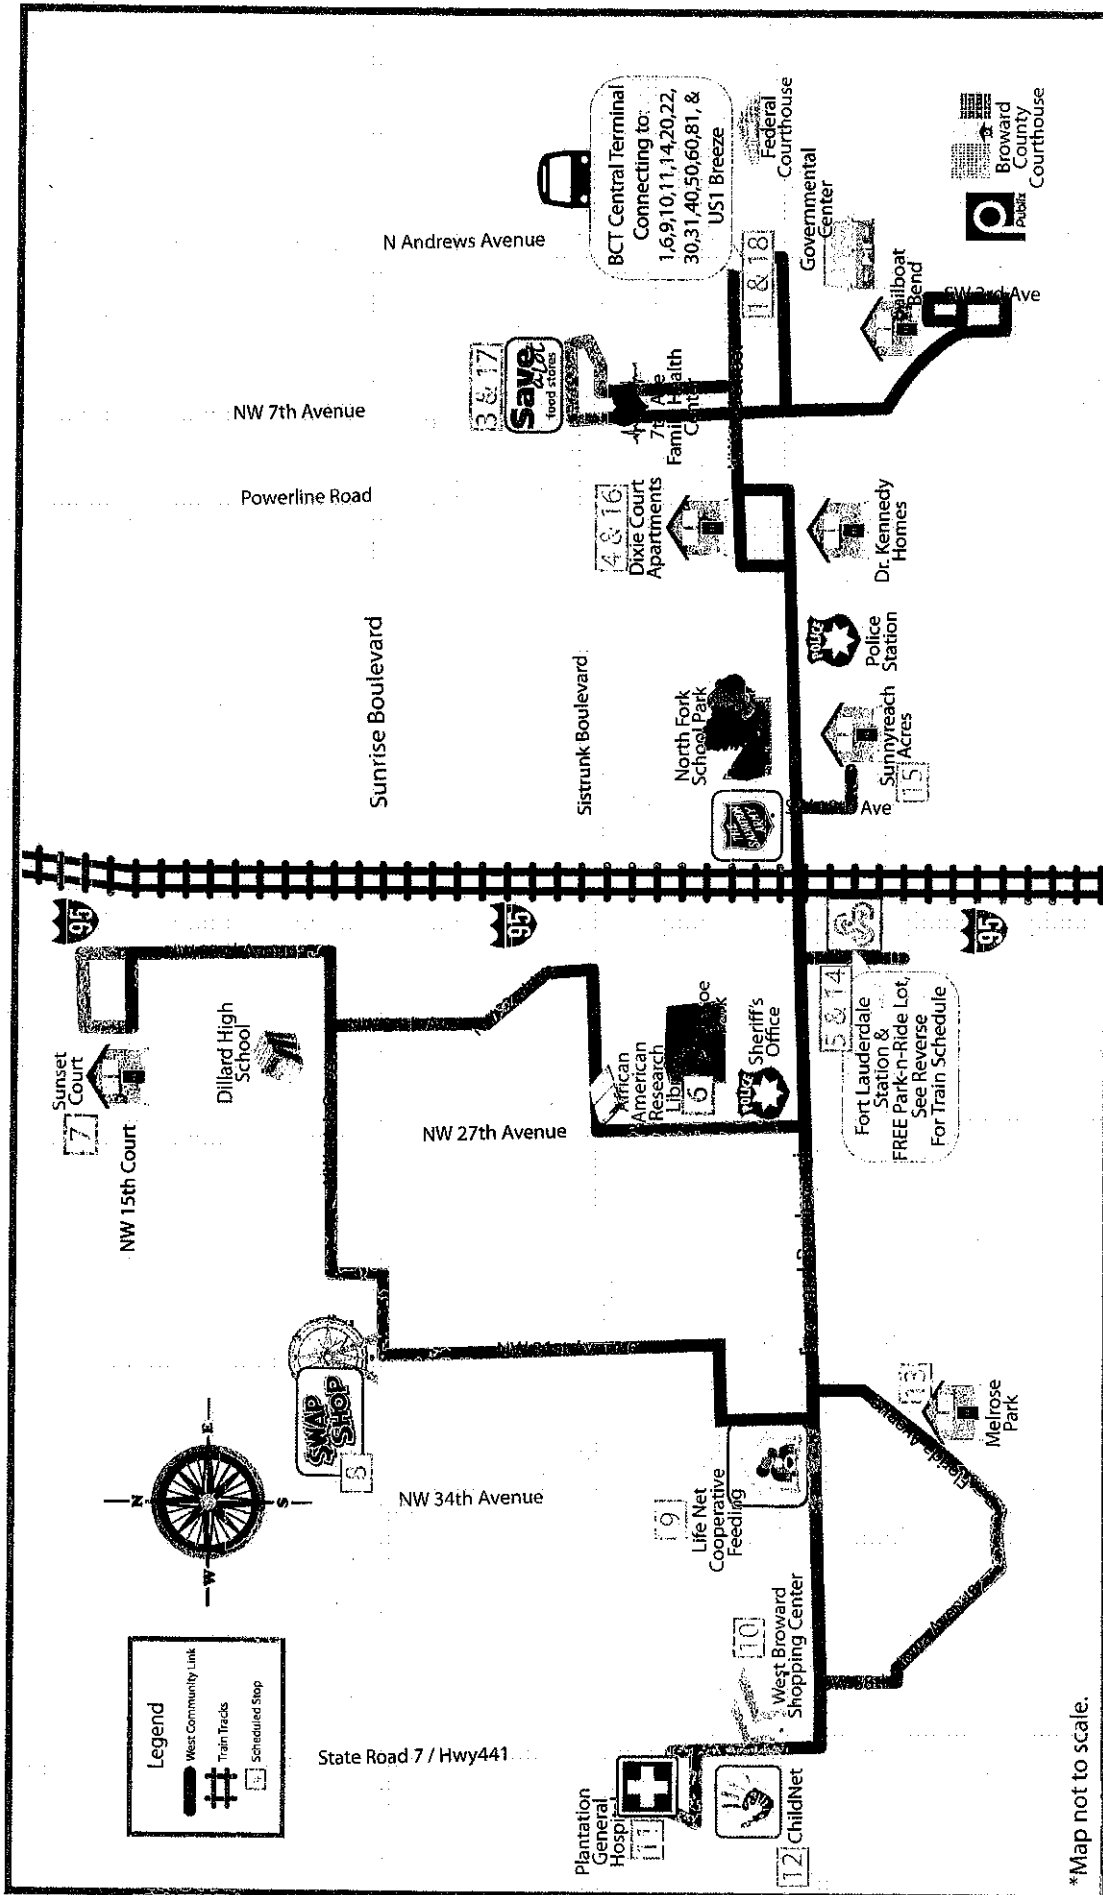 Legend
West Community Link
Train Tracks
Scheduled Stop
N
W
E
S
Sunset
Court
7
NW 15th Court
Dillard High
School
95
SWAP
SHOP
8
State Road 7 / Hwy441
NW 34th Avenue
NW 27th Avenue
95
Sunrise Boulevard
Sistrunk Boulevard
Powerline Road
NW 7th Avenue
N Andrews Avenue
3 & 17
Save
a lot
food stores
BCT Central Terminal
Connecting to:
1,6,9,10,11,14,20,22,
30,31,40,50,60,81, &
US1 Breeze
1 & 18
Federal
Courthouse
Governmental
Center
Broward
County
Courthouse
Publix
Sailboat
Bend
SW 3rd Ave
7th Ave
Family Health
4 & 16
Dixie Court
Apartments
Dr. Kennedy
Homes
POLICE
Police
Station
North Fork
School Park
Sunnyreach
Acres
15
Ave
African
American
Research
6
POLICE
Sheriff's
Office
5 & 14
Fort Lauderdale
Station &
FREE Park-n-Ride Lot,
See Reverse
For Train Schedule
95
9
Life Net
Cooperative
Feeding
13
Melrose
Park
Florida Avenue
10
West Broward
Shopping Center
Plantation
General
Hospital
11
12
ChildNet
*Map not to scale.